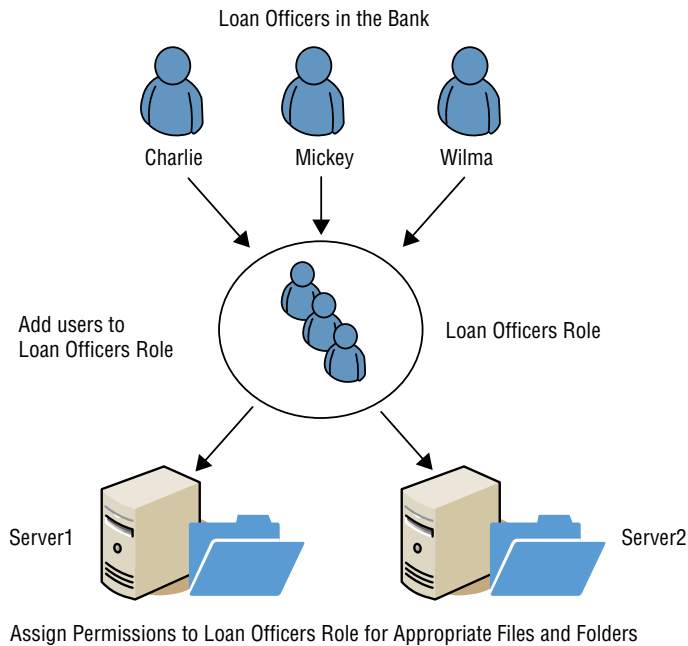 Loan Officers in the Bank
Charlie
Mickey
Wilma
Add users to
Loan Officers Role
Loan Officers Role
Server1
Server2
Assign Permissions to Loan Officers Role for Appropriate Files and Folders